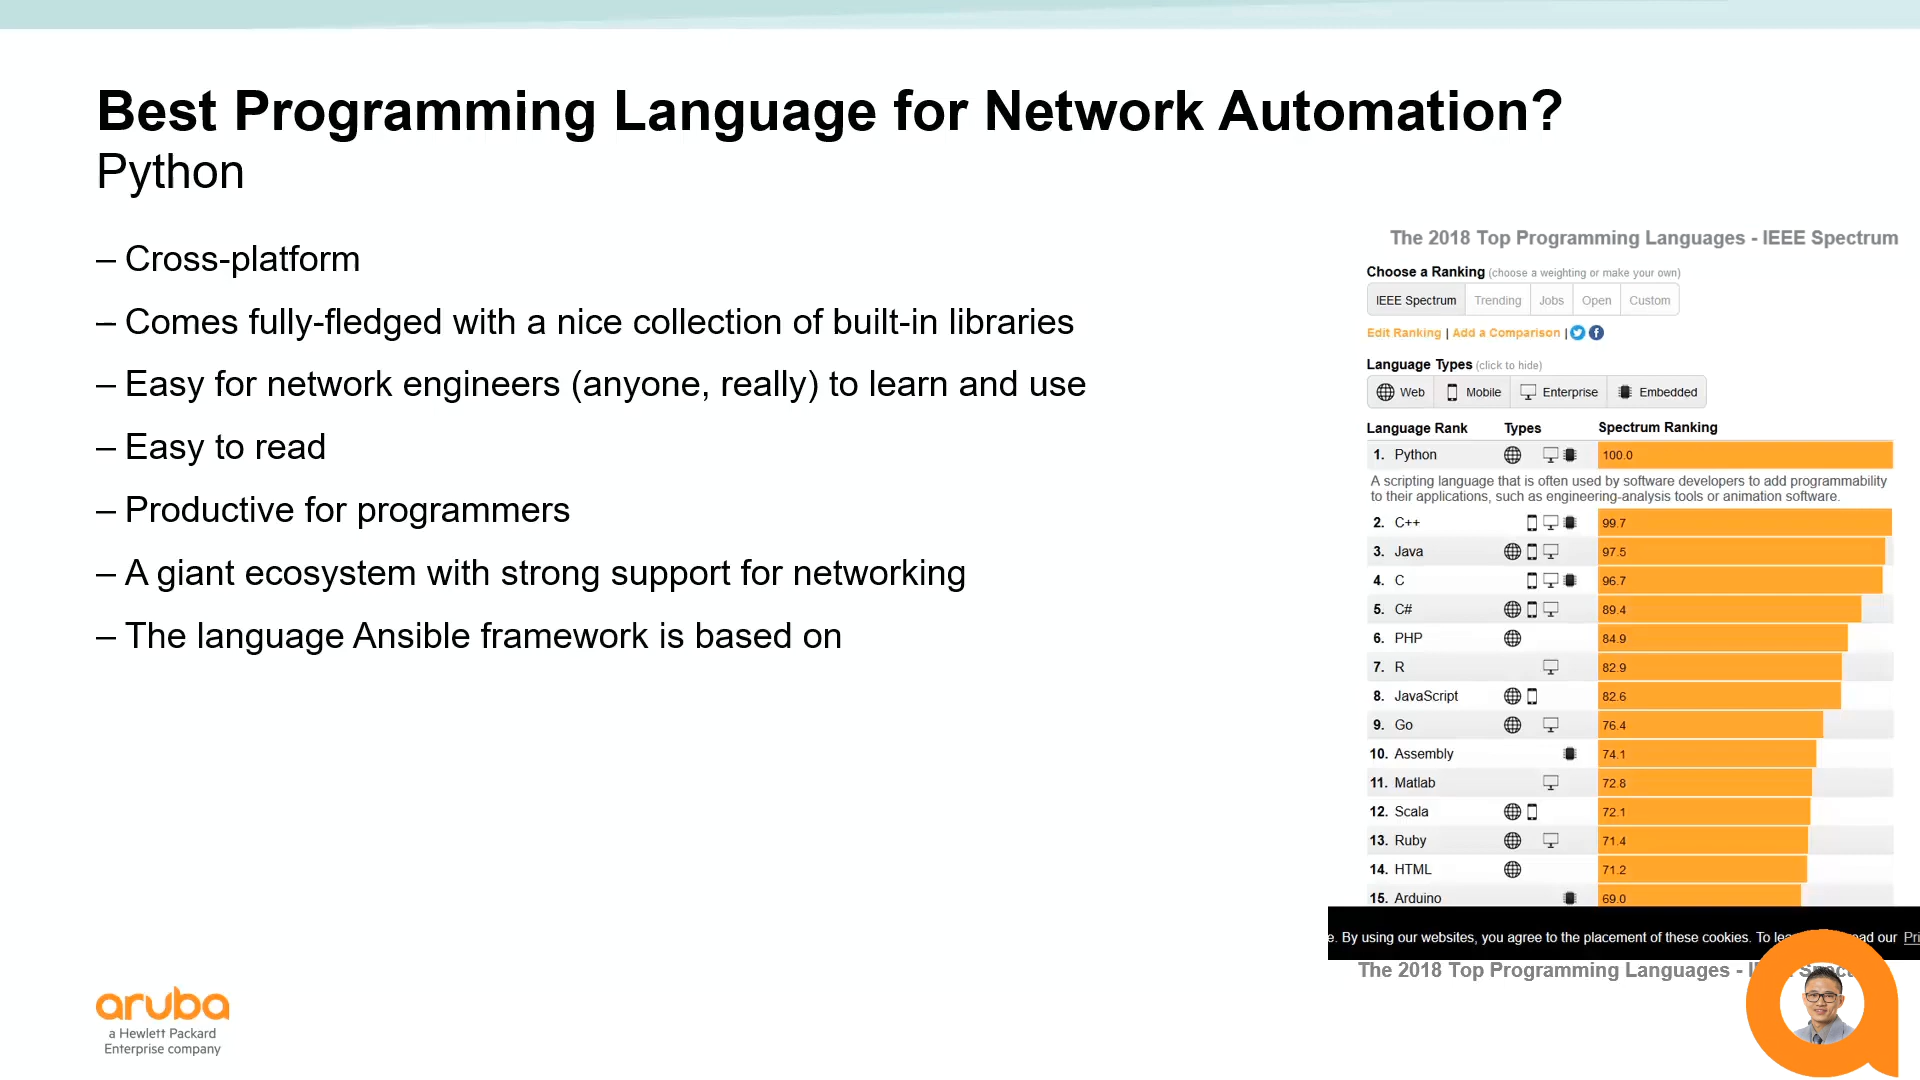 Best Programming Language for Network Automation?
Python
– Cross-platform
– Comes fully-fledged with a nice collection of built-in libraries
– Easy for network engineers (anyone, really) to learn and use
– Easy to read
– Productive for programmers
– A giant ecosystem with strong support for networking
– The language Ansible framework is based on
The 2018 Top Programming Languages - IEEE Spectrum
Choose a Ranking (choose a weighting or make your own)
IEEE Spectrum Trending Jobs Open Custom
Edit Ranking | Add a Comparison |
Language Types (click to hide)
Web Mobile Enterprise Embedded
Language Rank Types Spectrum Ranking
1. Python 100.0
A scripting language that is often used by software developers to add programmability
to their applications, such as engineering-analysis tools or animation software.
2. C++ 99.7
3. Java 97.5
4. C 96.7
5. C# 89.4
6. PHP 84.9
7. R 82.9
8. JavaScript 82.6
9. Go 76.4
10. Assembly 74.1
11. Matlab 72.8
12. Scala 72.1
13. Ruby 71.4
14. HTML 71.2
15. Arduino 69.0
e. By using our websites, you agree to the placement of these cookies. To our
The 2018 Top Programming Languages -
aruba
a Hewlett Packard
Enterprise company